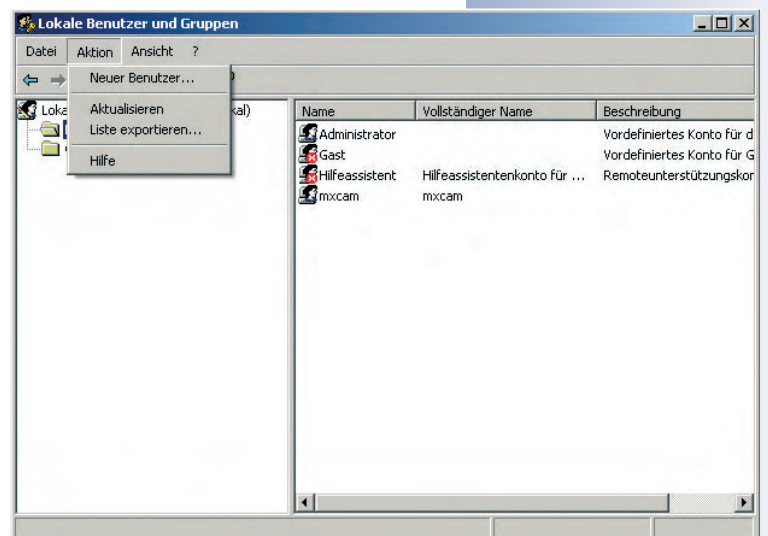 Lokale Benutzer und Gruppen
Datei Aktion Ansicht ?
Neuer Benutzer...
Aktualisieren
Liste exportieren...
Hilfe
Loka kal)
Name Vollständiger Name Beschreibung
Administrator Vordefiniertes Konto für d
Gast Vordefiniertes Konto für G
Hilfeassistent Hilfeassistentenkonto für ... Remoteunterstützungskor
mxcam mxcam